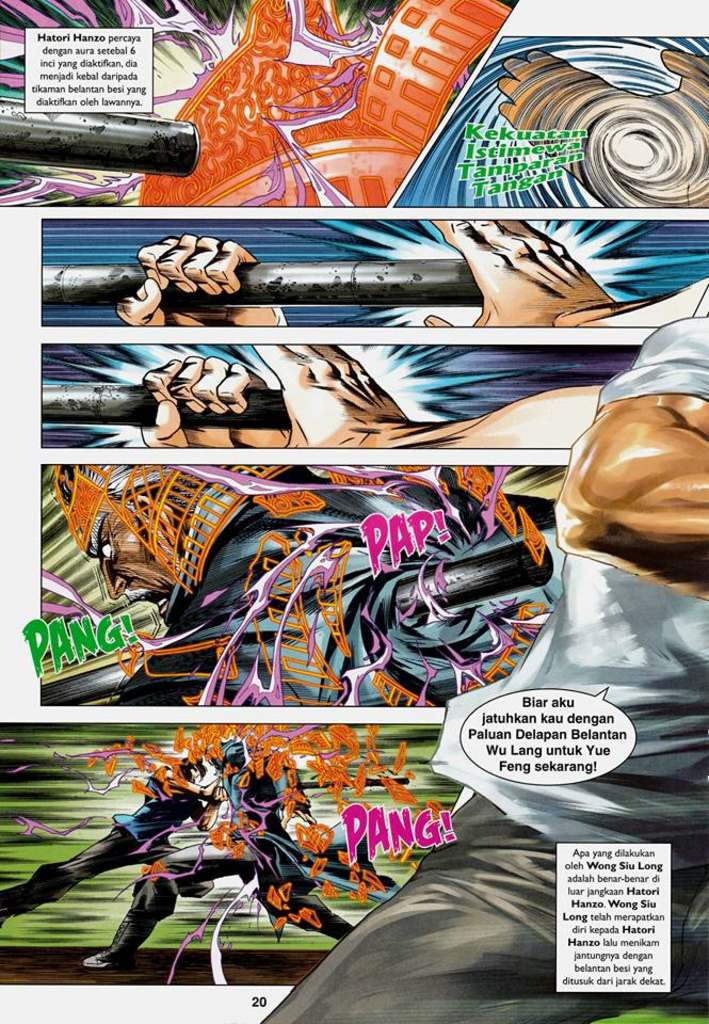 Hatori Hanzo percaya
dengan aura setebal 6
inci yang diaktifkan, dia
menjadi kebal daripada
tikaman belantan besi yang
diaktifkan oleh lawannya.
Kekuatan
Istimewa
Tamparan
Tangan
PAP!
PANG!
Biar aku
jatuhkan kau dengan
Paluan Delapan Belantan
Wu Lang untuk Yue
Feng sekarang!
PANG!
Apa yang dilakukan
oleh Wong Siu Long
adalah benar-benar di
luar jangkaan Hatori
Hanzo. Wong Siu
Long telah merapatkan
diri kepada Hatori
Hanzo lalu menikam
jantungnya dengan
belantan besi yang
ditusuk dari jarak dekat.
20